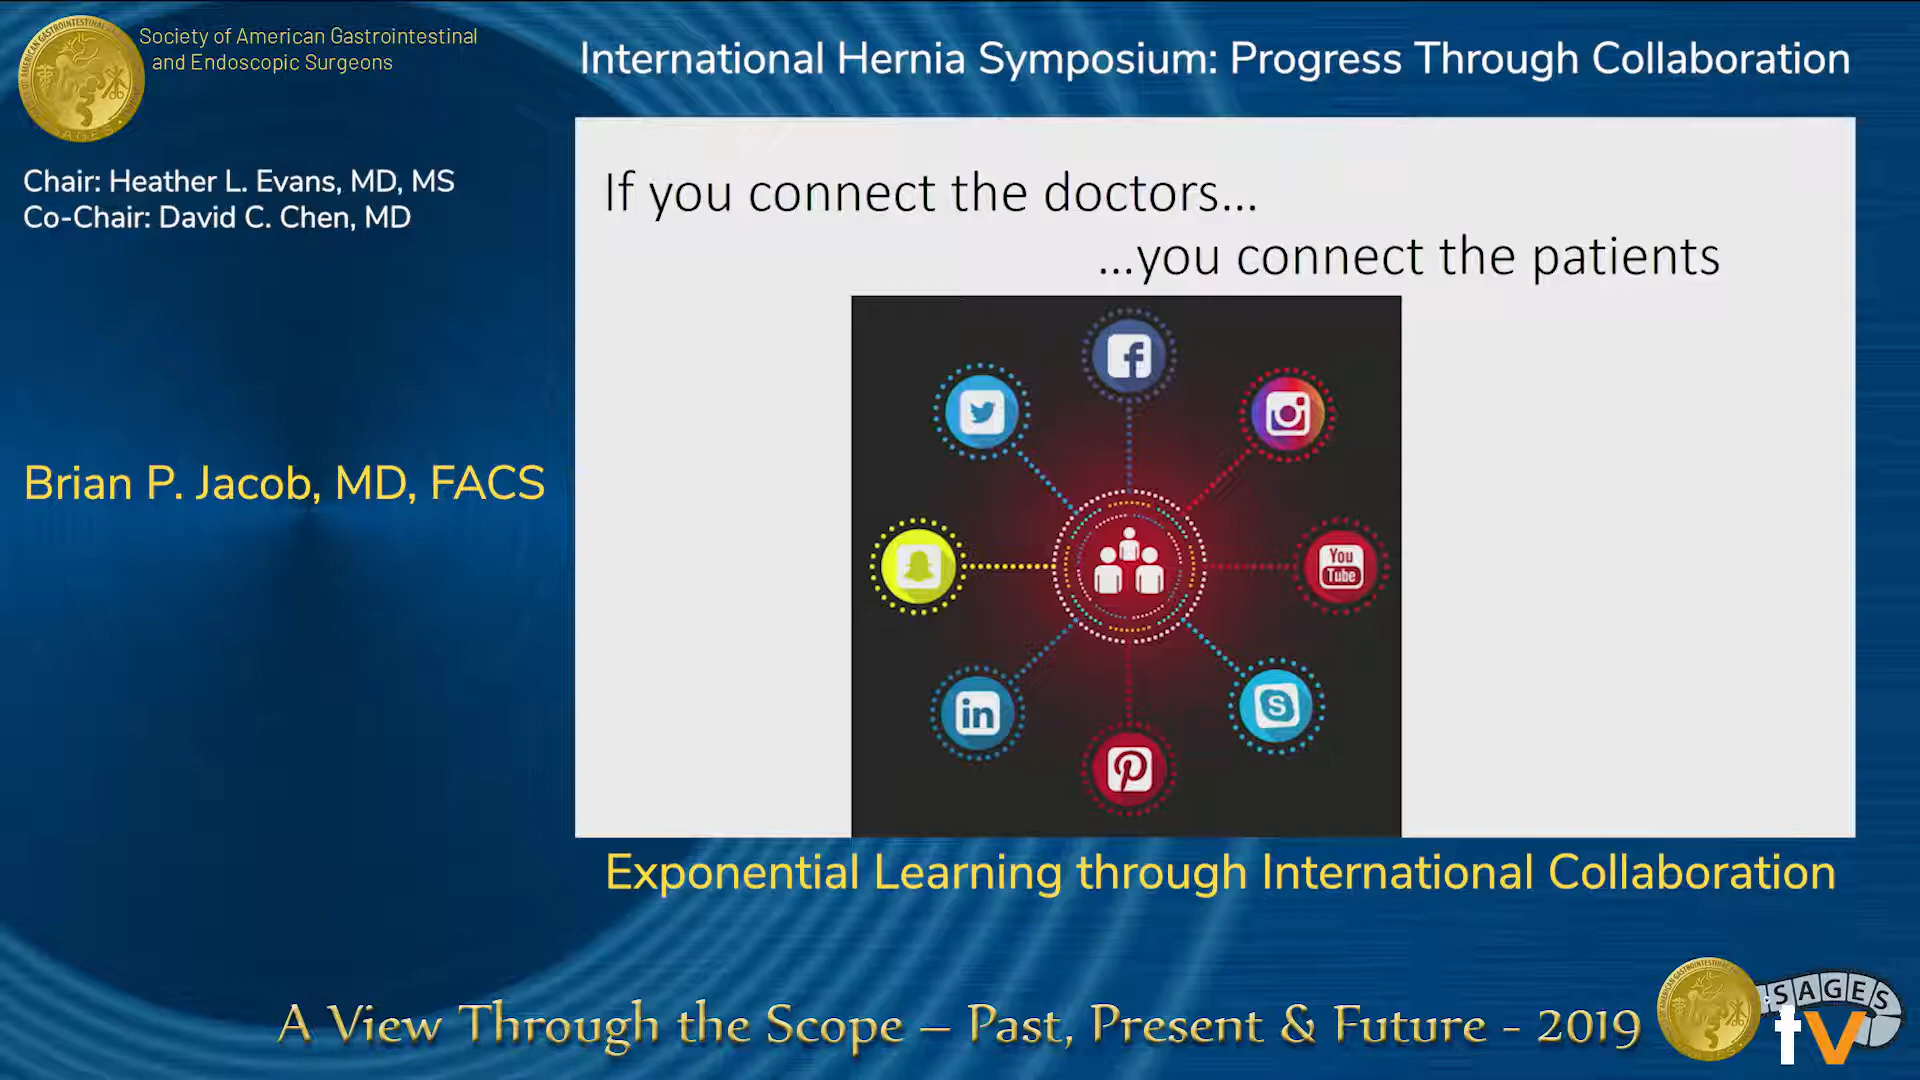 Society of American Gastrointestinal
and Endoscopic Surgeons
International Hernia Symposium: Progress Through Collaboration
Chair: Heather L. Evans, MD, MS
Co-Chair: David C. Chen, MD
If you connect the doctors...
...you connect the patients
Brian P. Jacob, MD, FACS
You
Tube
in
Exponential Learning through International Collaboration
A View Through the Scope – Past, Present & Future - 2019
SAGES
tv